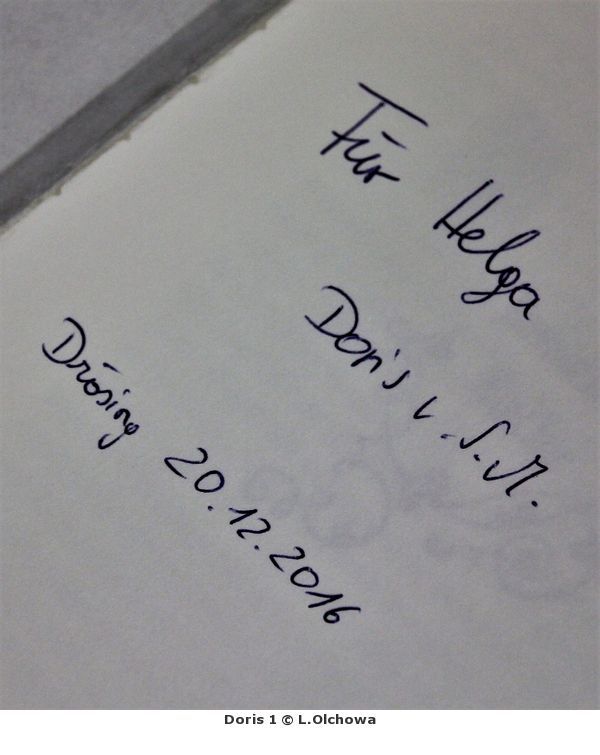 Für Helga
Doris v. S.M.
Drösing 20.12.2016
Doris 1 © L.Olchowa